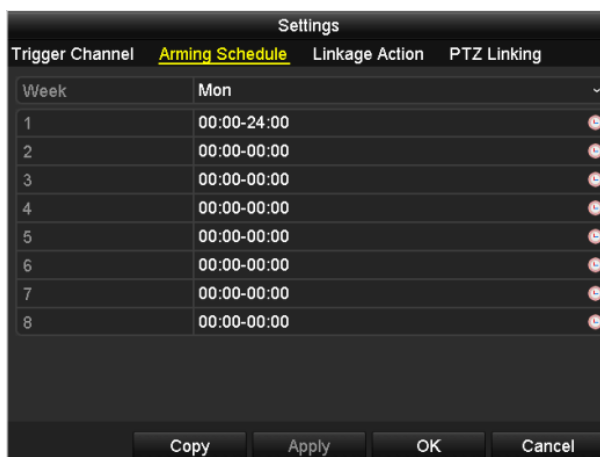 Settings
Trigger Channel Arming Schedule Linkage Action PTZ Linking
Week Mon
1 00:00-24:00
2 00:00-00:00
3 00:00-00:00
4 00:00-00:00
5 00:00-00:00
6 00:00-00:00
7 00:00-00:00
8 00:00-00:00
Copy Apply OK Cancel